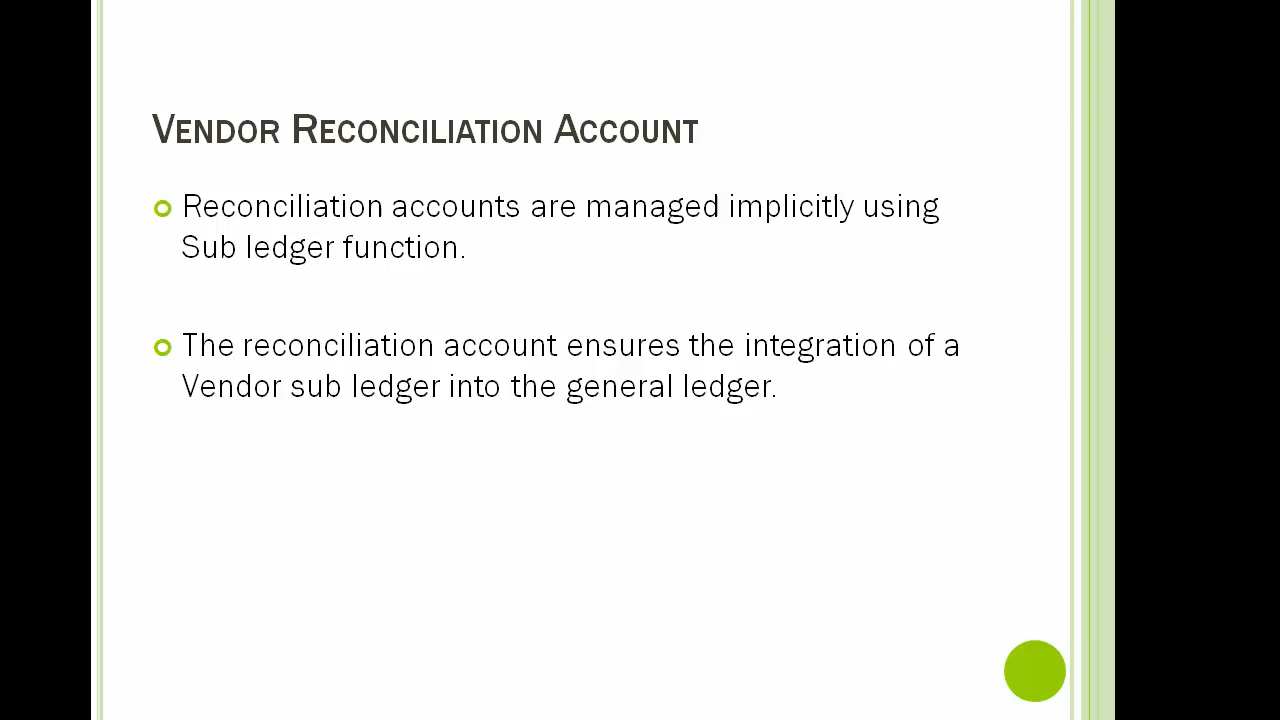 VENDOR RECONCILIATION ACCOUNT
Reconciliation accounts are managed implicitly using
Sub ledger function.
The reconciliation account ensures the integration of a
Vendor sub ledger into the general ledger.